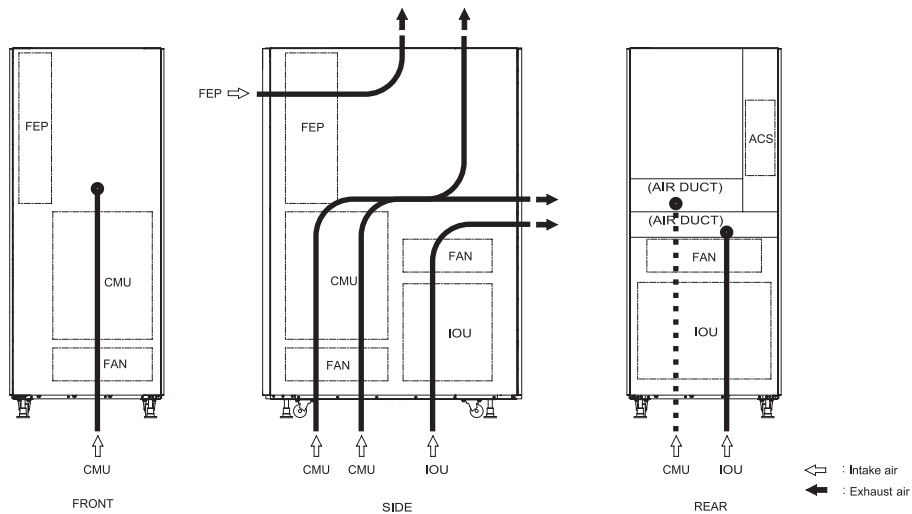 FEP
CMU
FAN
CMU
FRONT
FEP
FEP
CMU
FAN
FAN
IOU
CMU
CMU
IOU
SIDE
ACS
(AIR DUCT)
(AIR DUCT)
FAN
IOU
CMU
IOU
REAR
: Intake air
: Exhaust air